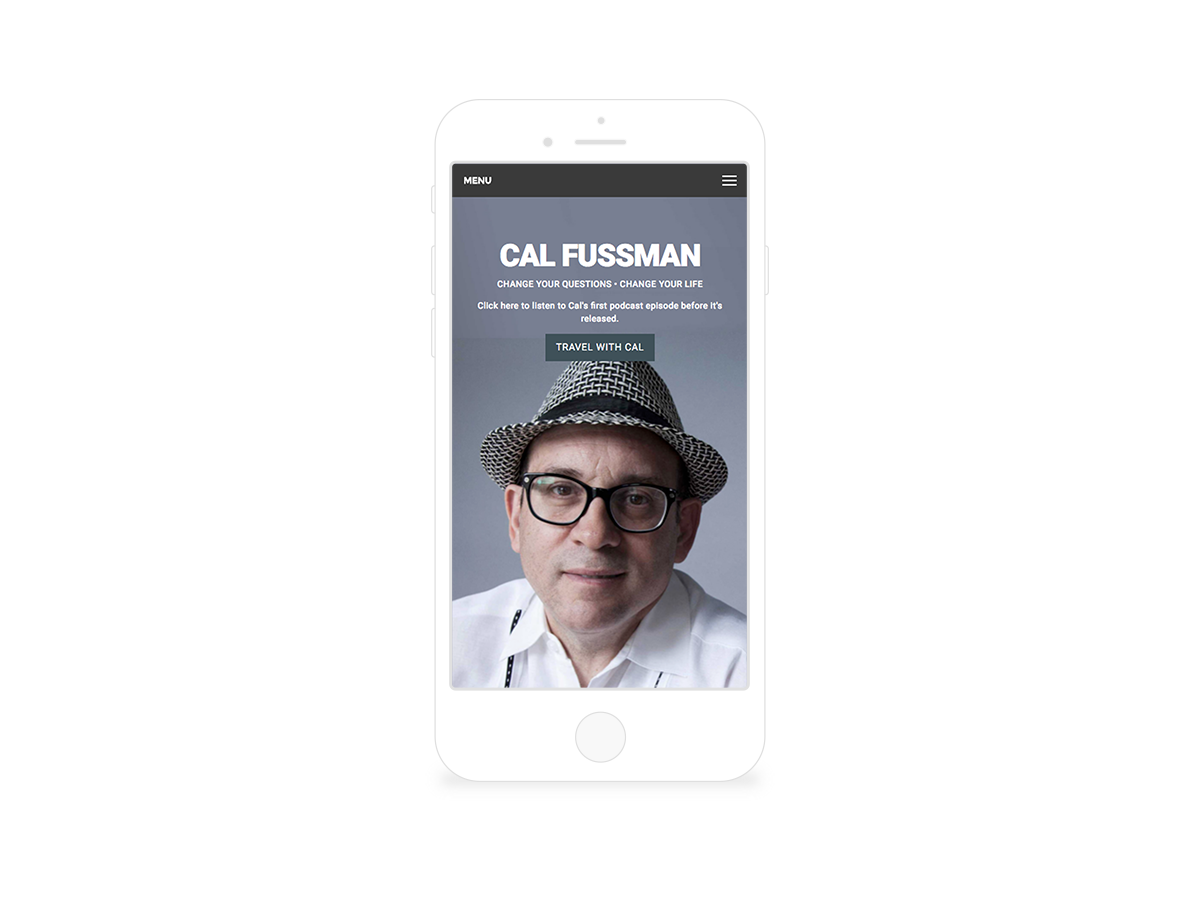 MENU
CAL FUSSMAN
CHANGE YOUR QUESTIONS • CHANGE YOUR LIFE
Click here to listen to Cal's first podcast episode before it's
released.
TRAVEL WITH CAL